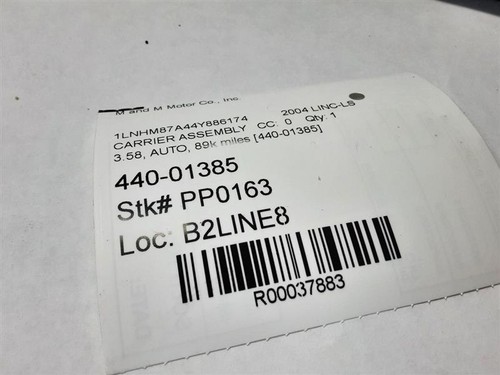 M and M Motor Co., Inc.
1LNHM87A44Y886174 2004 LINC-LS
CARRIER ASSEMBLY CC: 0 Qty: 1
3.58, AUTO, 89k miles [440-01385]
440-01385
Stk# PP0163
Loc: B2LINE8
R00037883